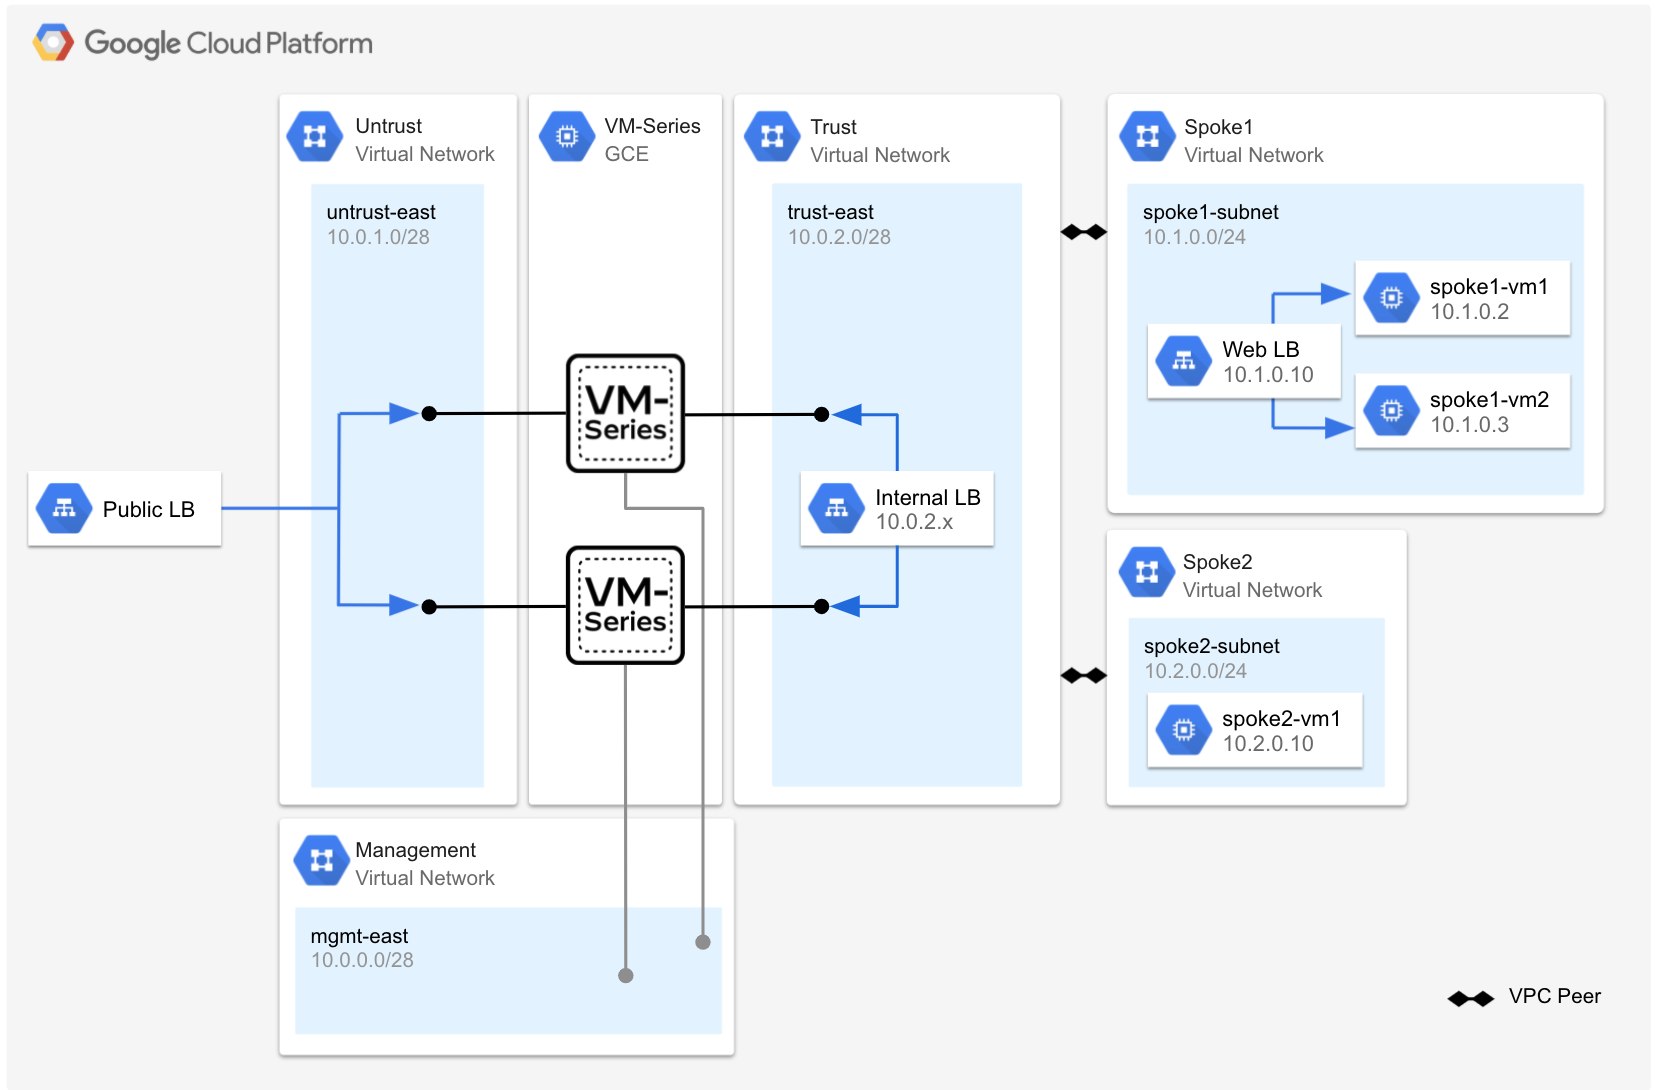 Google Cloud Platform
Untrust
Virtual Network
untrust-east
10.0.1.0/28
VM-Series
GCE
Trust
Virtual Network
trust-east
10.0.2.0/28
Spoke1
Virtual Network
spoke1-subnet
10.1.0.0/24
spoke1-vm1
10.1.0.2
Web LB
10.1.0.10
spoke1-vm2
10.1.0.3
VM-
Series
Public LB
Internal LB
10.0.2.x
VM-
Series
Spoke2
Virtual Network
spoke2-subnet
10.2.0.0/24
spoke2-vm1
10.2.0.10
Management
Virtual Network
mgmt-east
10.0.0.0/28
VPC Peer